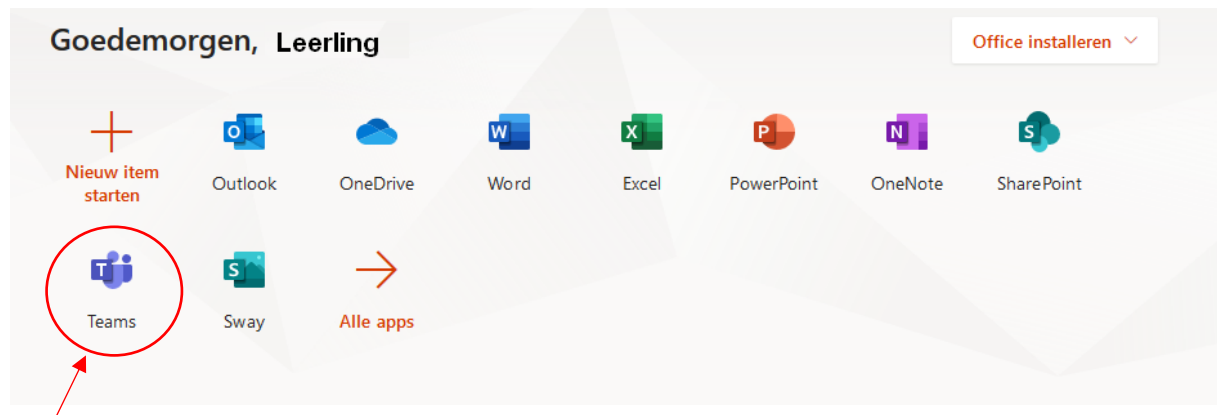 Goedemorgen, Leerling
Office installeren
Nieuw item
starten
Outlook
OneDrive
Word
Excel
PowerPoint
OneNote
SharePoint
Teams
Sway
Alle apps